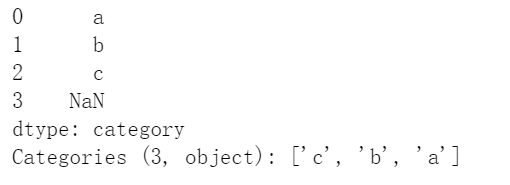 0      a
1      b
2      c
3    NaN
dtype: category
Categories (3, object): ['c', 'b', 'a']